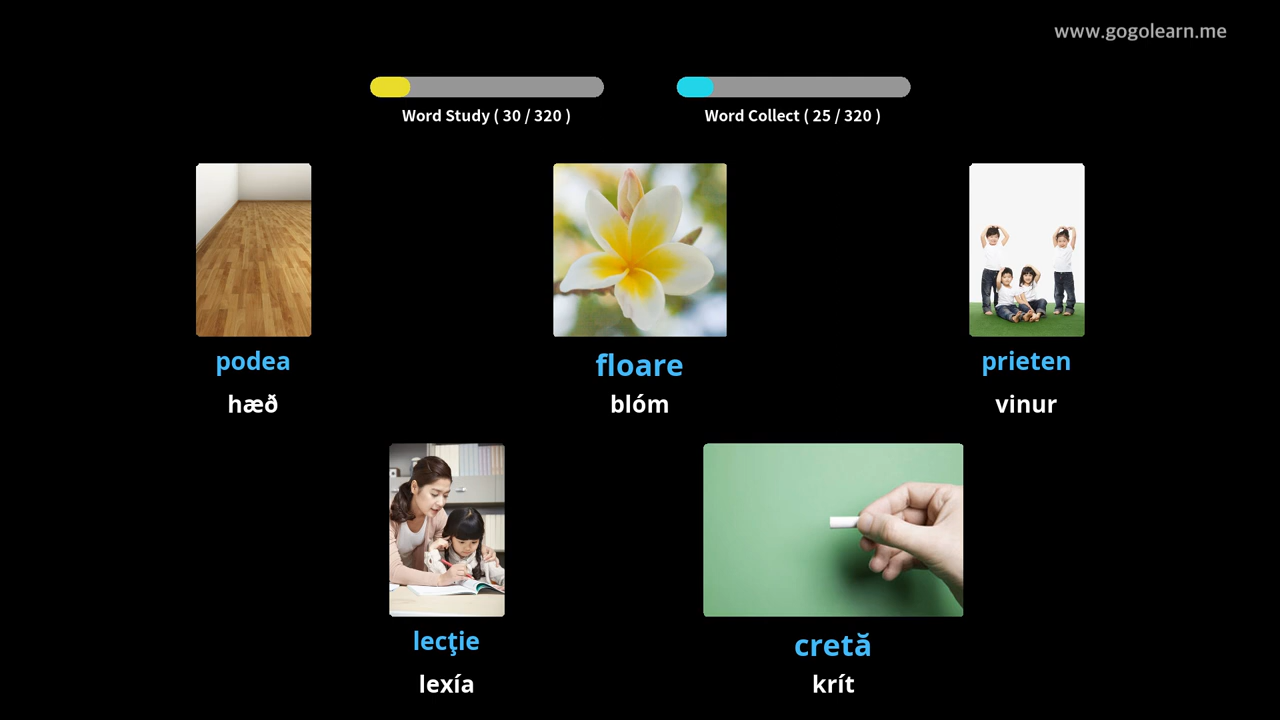 www.gogolearn.me
Word Study ( 30 / 320 )
Word Collect ( 25 / 320 )
podea
hæð
floare
blóm
prieten
vinur
lecţie
lexía
cretă
krít